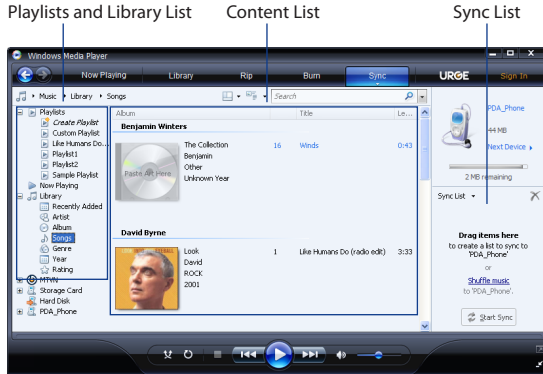 Playlists and Library List
Content List
Sync List
Windows Media Player
Now Playing Library Rip Burn Sync URGE Sign In
Music Library Songs
Search
Playlists
Create Playlist
Custom Playlist
Like Humans Do...
Playlist1
Playlist2
Sample Playlist
Now Playing
Library
Recently Added
Artist
Album
Songs
Genre
Year
Rating
MTVN
Storage Card
Hard Disk
PDA_Phone
Album Title Le...
Benjamin Winters
Paste Art Here
The Collection 16 Winds 0:43
Benjamin
Other
Unknown Year
David Byrne
Look 1 Like Humans Do (radio edit) 3:33
David
ROCK
2001
PDA_Phone
44 MB
Next Device
2 MB remaining
Sync List
Drag items here
to create a list to sync to
'PDA_Phone'
or
Shuffle music
to 'PDA_Phone'.
Start Sync